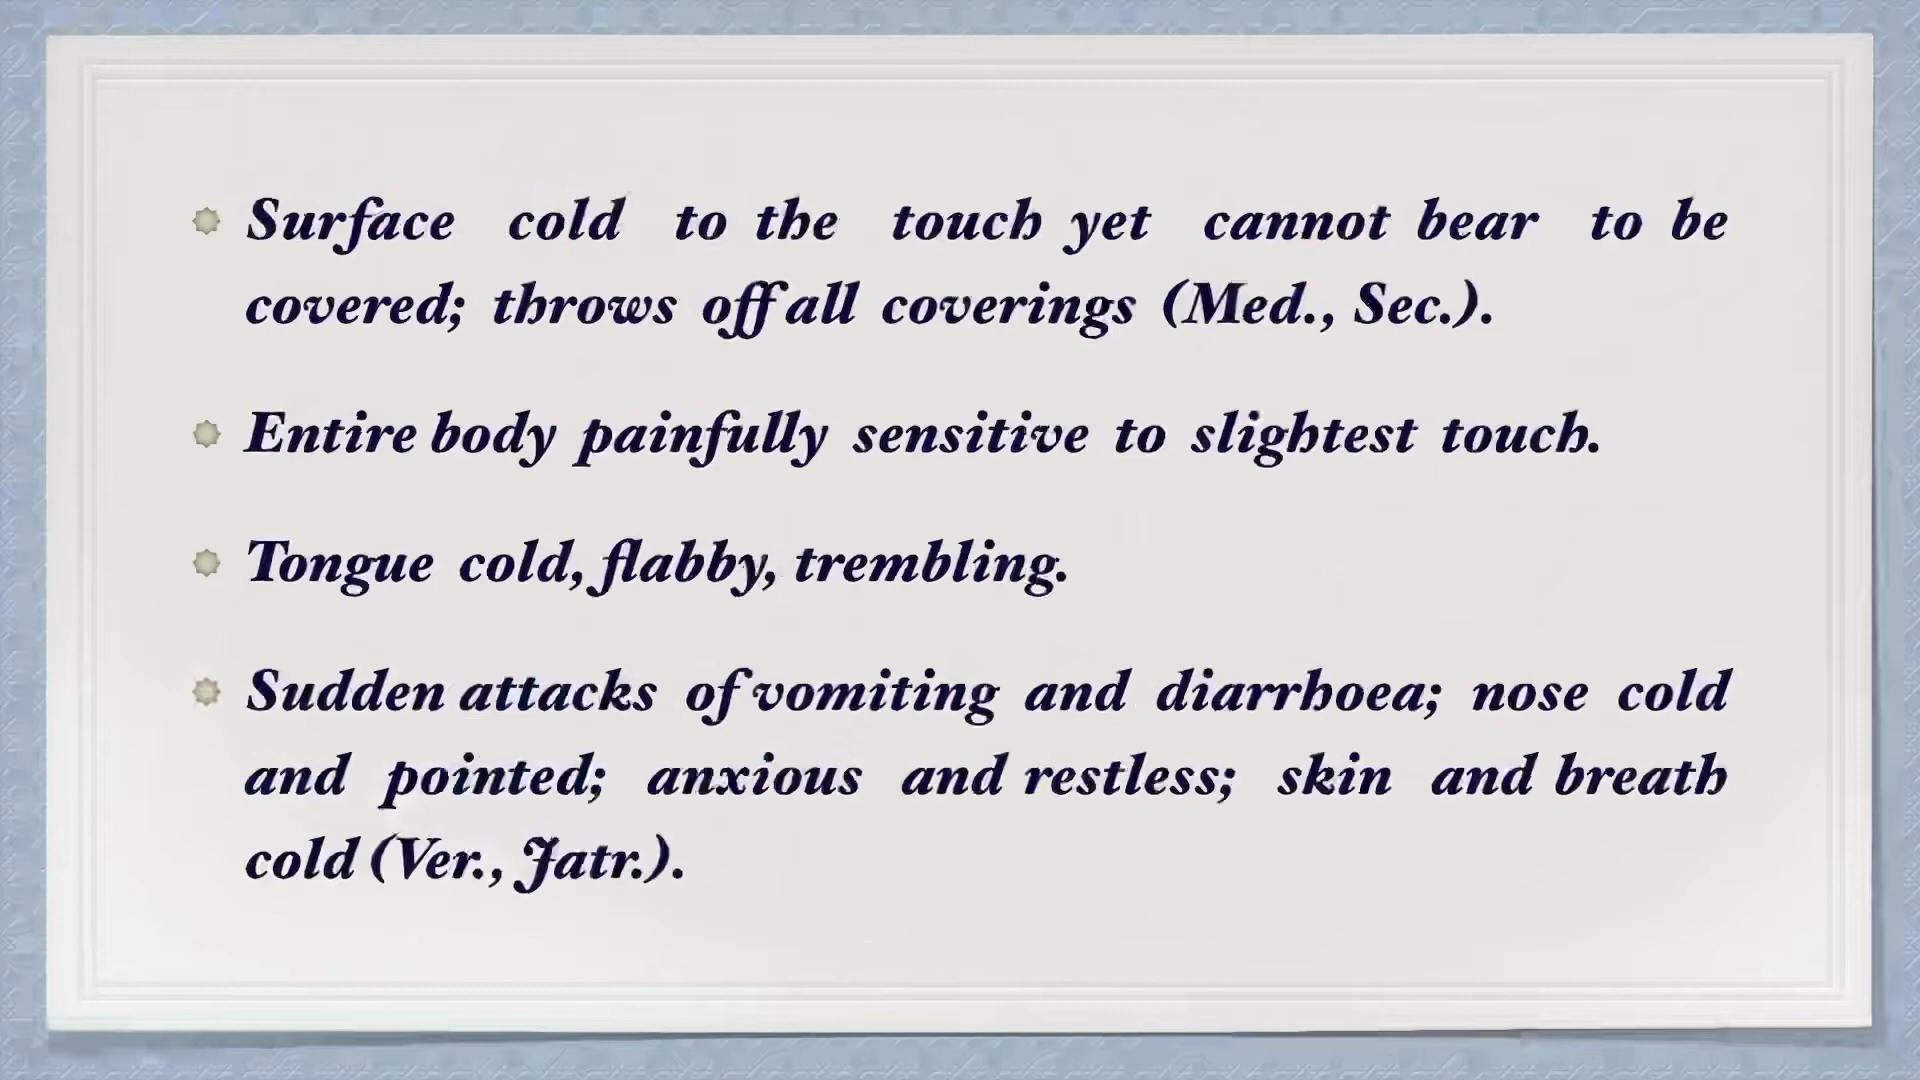 Surface cold to the touch yet cannot bear to be
covered; throws off all coverings (Med., Sec.).
Entire body painfully sensitive to slightest touch.
Tongue cold, flabby, trembling.
Sudden attacks of vomiting and diarrhoea; nose cold
and pointed; anxious and restless; skin and breath
cold (Ver., Jatr.).